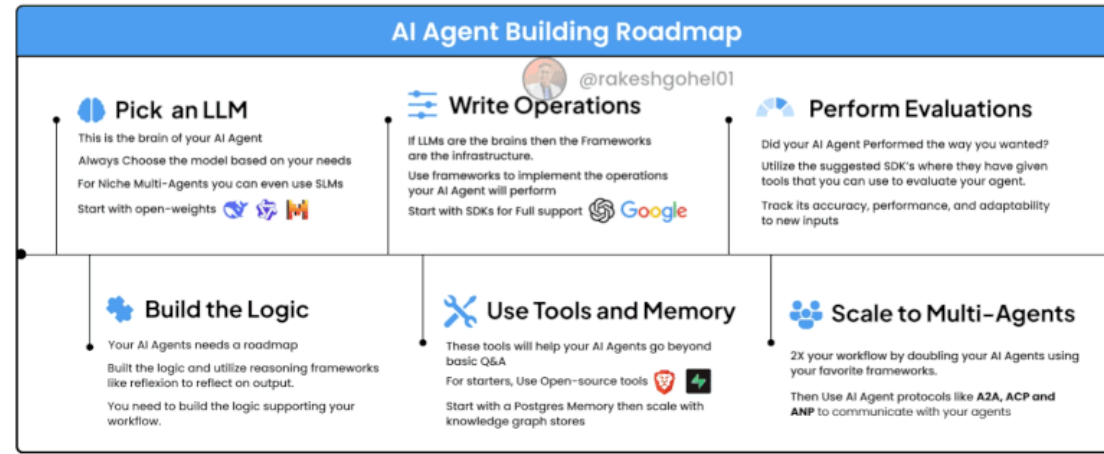 AI Agent Building Roadmap
@rakeshgohel01
Pick an LLM
This is the brain of your AI Agent
Always Choose the model based on your needs
For Niche Multi-Agents you can even use SLMs
Start with open-weights
Write Operations
If LLMs are the brains then the Frameworks
are the infrastructure.
Use frameworks to implement the operations
your AI Agent will perform
Start with SDKs for Full support Google
Perform Evaluations
Did your AI Agent Performed the way you wanted?
Utilize the suggested SDK's where they have given
tools that you can use to evaluate your agent.
Track its accuracy, performance, and adaptability
to new inputs
Build the Logic
Your AI Agents needs a roadmap
Built the logic and utilize reasoning frameworks
like reflexion to reflect on output.
You need to build the logic supporting your
workflow.
Use Tools and Memory
These tools will help your AI Agents go beyond
basic Q&A
For starters, Use Open-source tools
Start with a Postgres Memory then scale with
knowledge graph stores
Scale to Multi-Agents
2X your workflow by doubling your AI Agents using
your favorite frameworks.
Then Use AI Agent protocols like A2A, ACP and
ANP to communicate with your agents